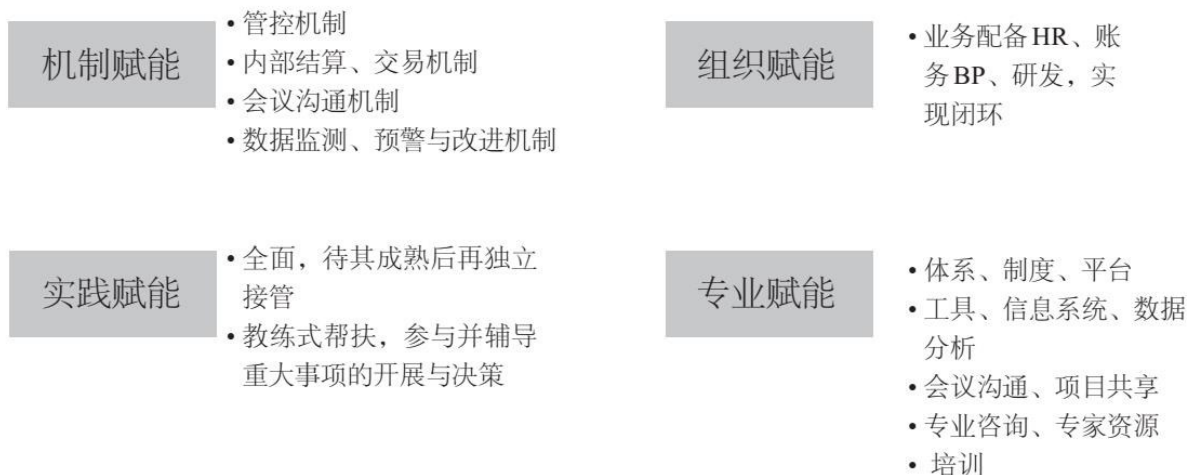 机制赋能
• 管控机制
• 内部结算、交易机制
• 会议沟通机制
• 数据监测、预警与改进机制
组织赋能
• 业务配备HR、账
务BP、研发，实
现闭环
实践赋能
• 全面，待其成熟后再独立
接管
• 教练式帮扶，参与并辅导
重大事项的开展与决策
专业赋能
• 体系、制度、平台
• 工具、信息系统、数据
分析
• 会议沟通、项目共享
• 专业咨询、专家资源
• 培训